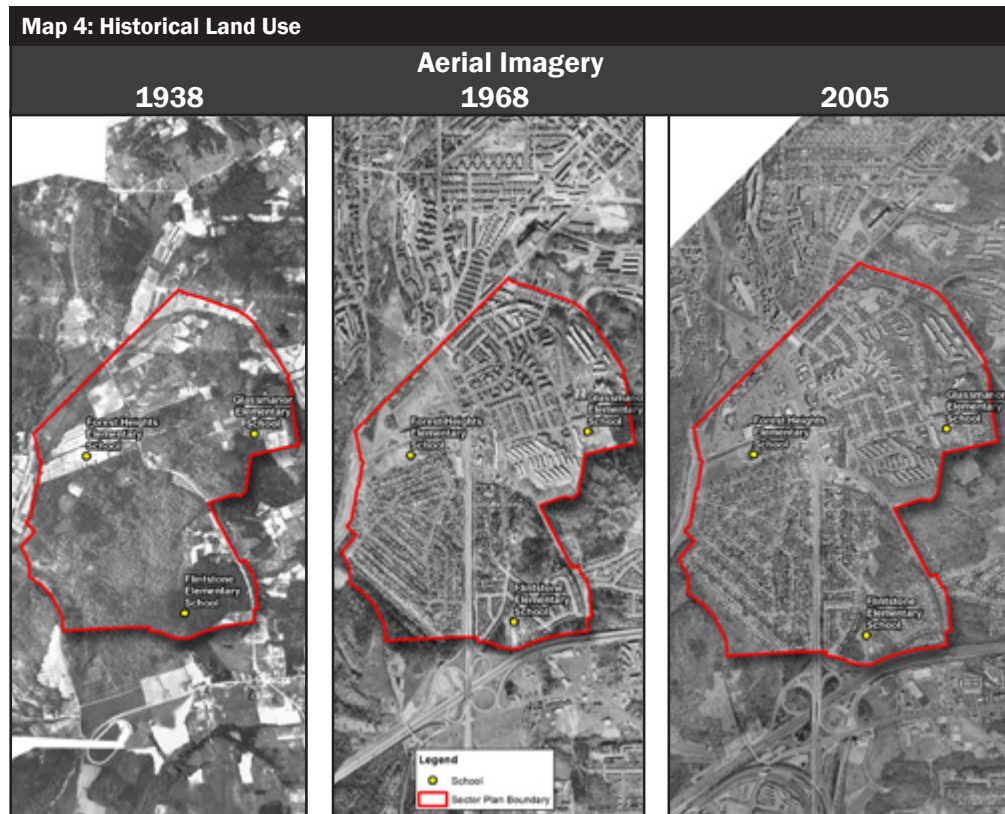 Map 4: Historical Land Use
Aerial Imagery
1938
1968
2005
Forest Heights
Elementary
School
Glassmanor
Elementary
School
Flintstone
Elementary
School
Forest Heights
Elementary
School
Glassmanor
Elementary
School
Flintstone
Elementary
School
Forest Heights
Elementary
School
Glassmanor
Elementary
School
Flintstone
Elementary
School
Legend
School
Sector Plan Boundary